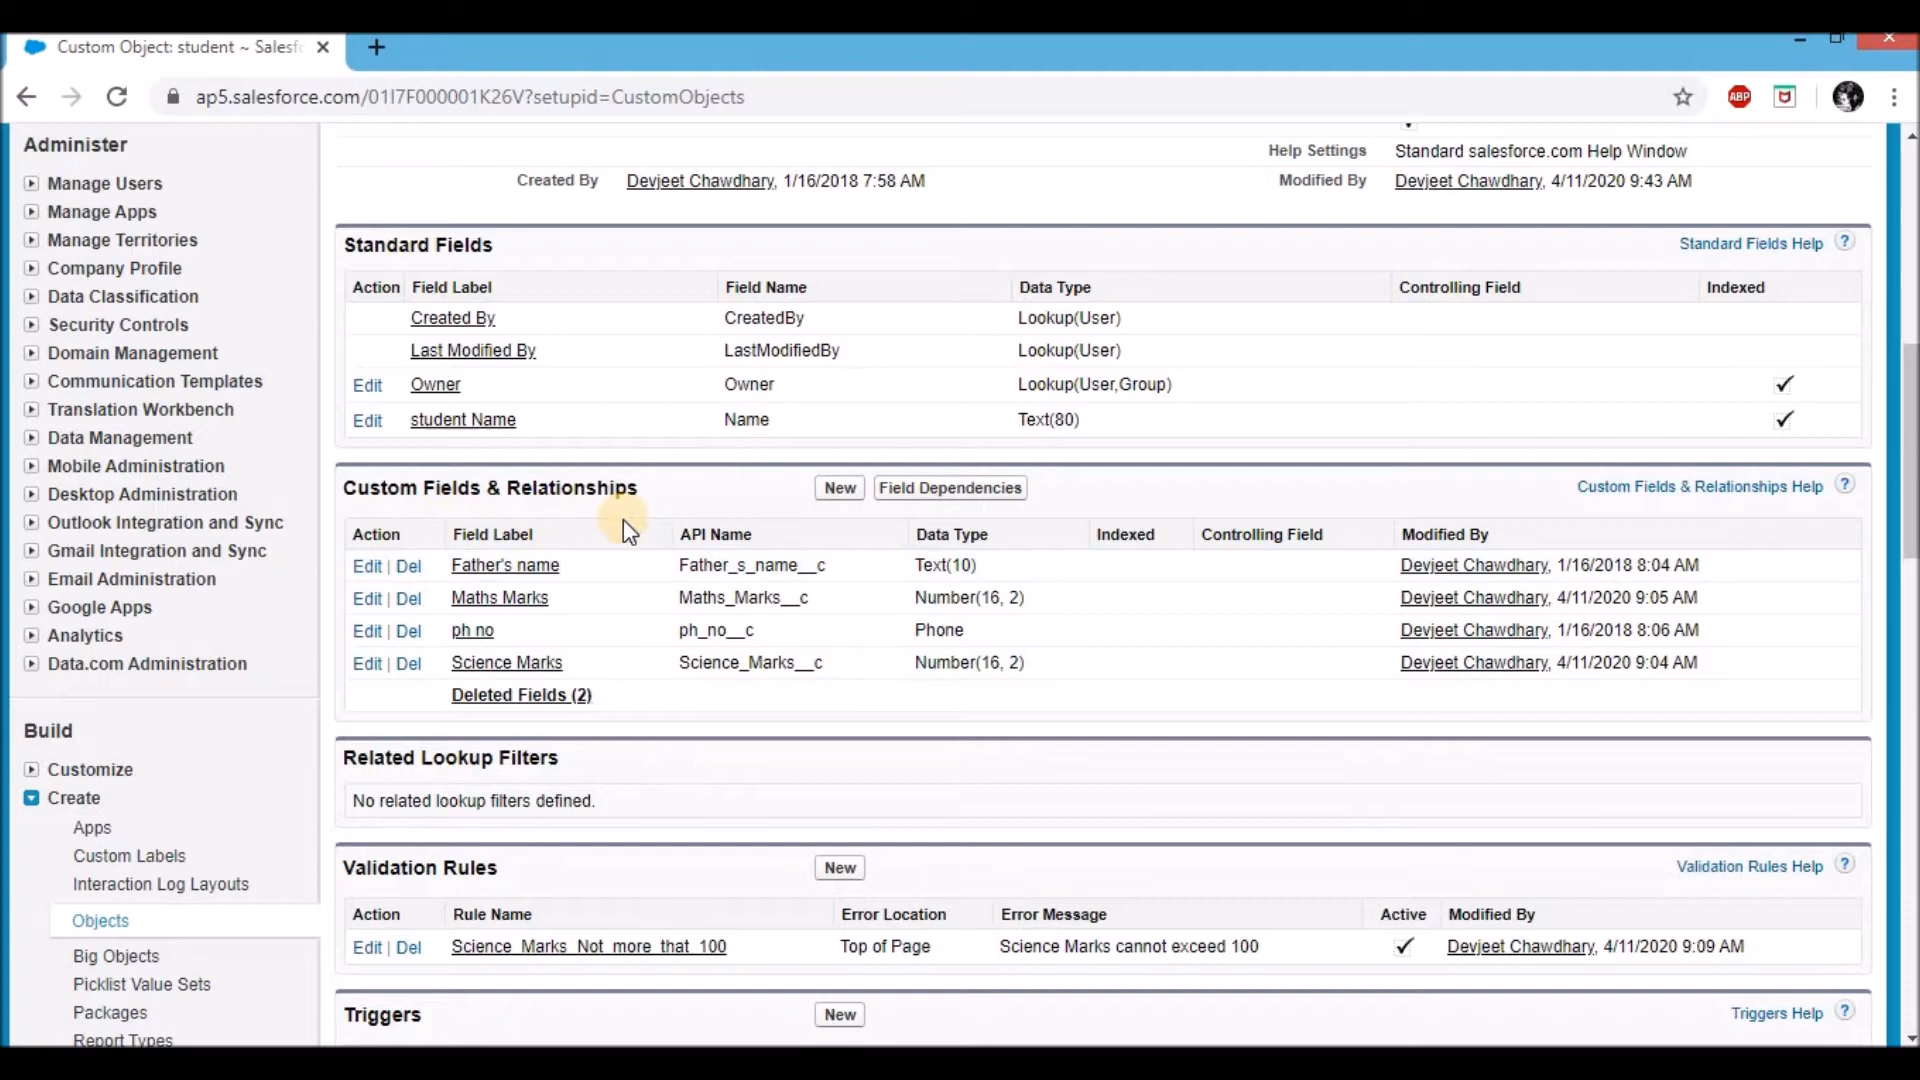 Custom Object: student ~ Salesf
ap5.salesforce.com/01I7F000001K26V?setupid=CustomObjects
ABP
Administer
Manage Users
Manage Apps
Manage Territories
Company Profile
Data Classification
Security Controls
Domain Management
Communication Templates
Translation Workbench
Data Management
Mobile Administration
Desktop Administration
Outlook Integration and Sync
Gmail Integration and Sync
Email Administration
Google Apps
Analytics
Data.com Administration
Build
Customize
Create
Apps
Custom Labels
Interaction Log Layouts
Objects
Big Objects
Picklist Value Sets
Packages
Report Types
Help Settings Standard salesforce.com Help Window
Created By Devjeet Chawdhary, 1/16/2018 7:58 AM Modified By Devjeet Chawdhary, 4/11/2020 9:43 AM
Standard Fields Standard Fields Help ?
Action Field Label Field Name Data Type Controlling Field Indexed
Created By CreatedBy Lookup(User)
Last Modified By LastModifiedBy Lookup(User)
Edit Owner Owner Lookup(User,Group)
Edit student Name Name Text(80)
Custom Fields & Relationships New Field Dependencies Custom Fields & Relationships Help ?
Action Field Label API Name Data Type Indexed Controlling Field Modified By
Edit | Del Father's name Father_s_name__c Text(10) Devjeet Chawdhary, 1/16/2018 8:04 AM
Edit | Del Maths Marks Maths_Marks__c Number(16, 2) Devjeet Chawdhary, 4/11/2020 9:05 AM
Edit | Del ph no ph_no__c Phone Devjeet Chawdhary, 1/16/2018 8:06 AM
Edit | Del Science Marks Science_Marks__c Number(16, 2) Devjeet Chawdhary, 4/11/2020 9:04 AM
Deleted Fields (2)
Related Lookup Filters
No related lookup filters defined.
Validation Rules New Validation Rules Help ?
Action Rule Name Error Location Error Message Active Modified By
Edit | Del Science_Marks_Not_more_that_100 Top of Page Science Marks cannot exceed 100 Devjeet Chawdhary, 4/11/2020 9:09 AM
Triggers New Triggers Help ?